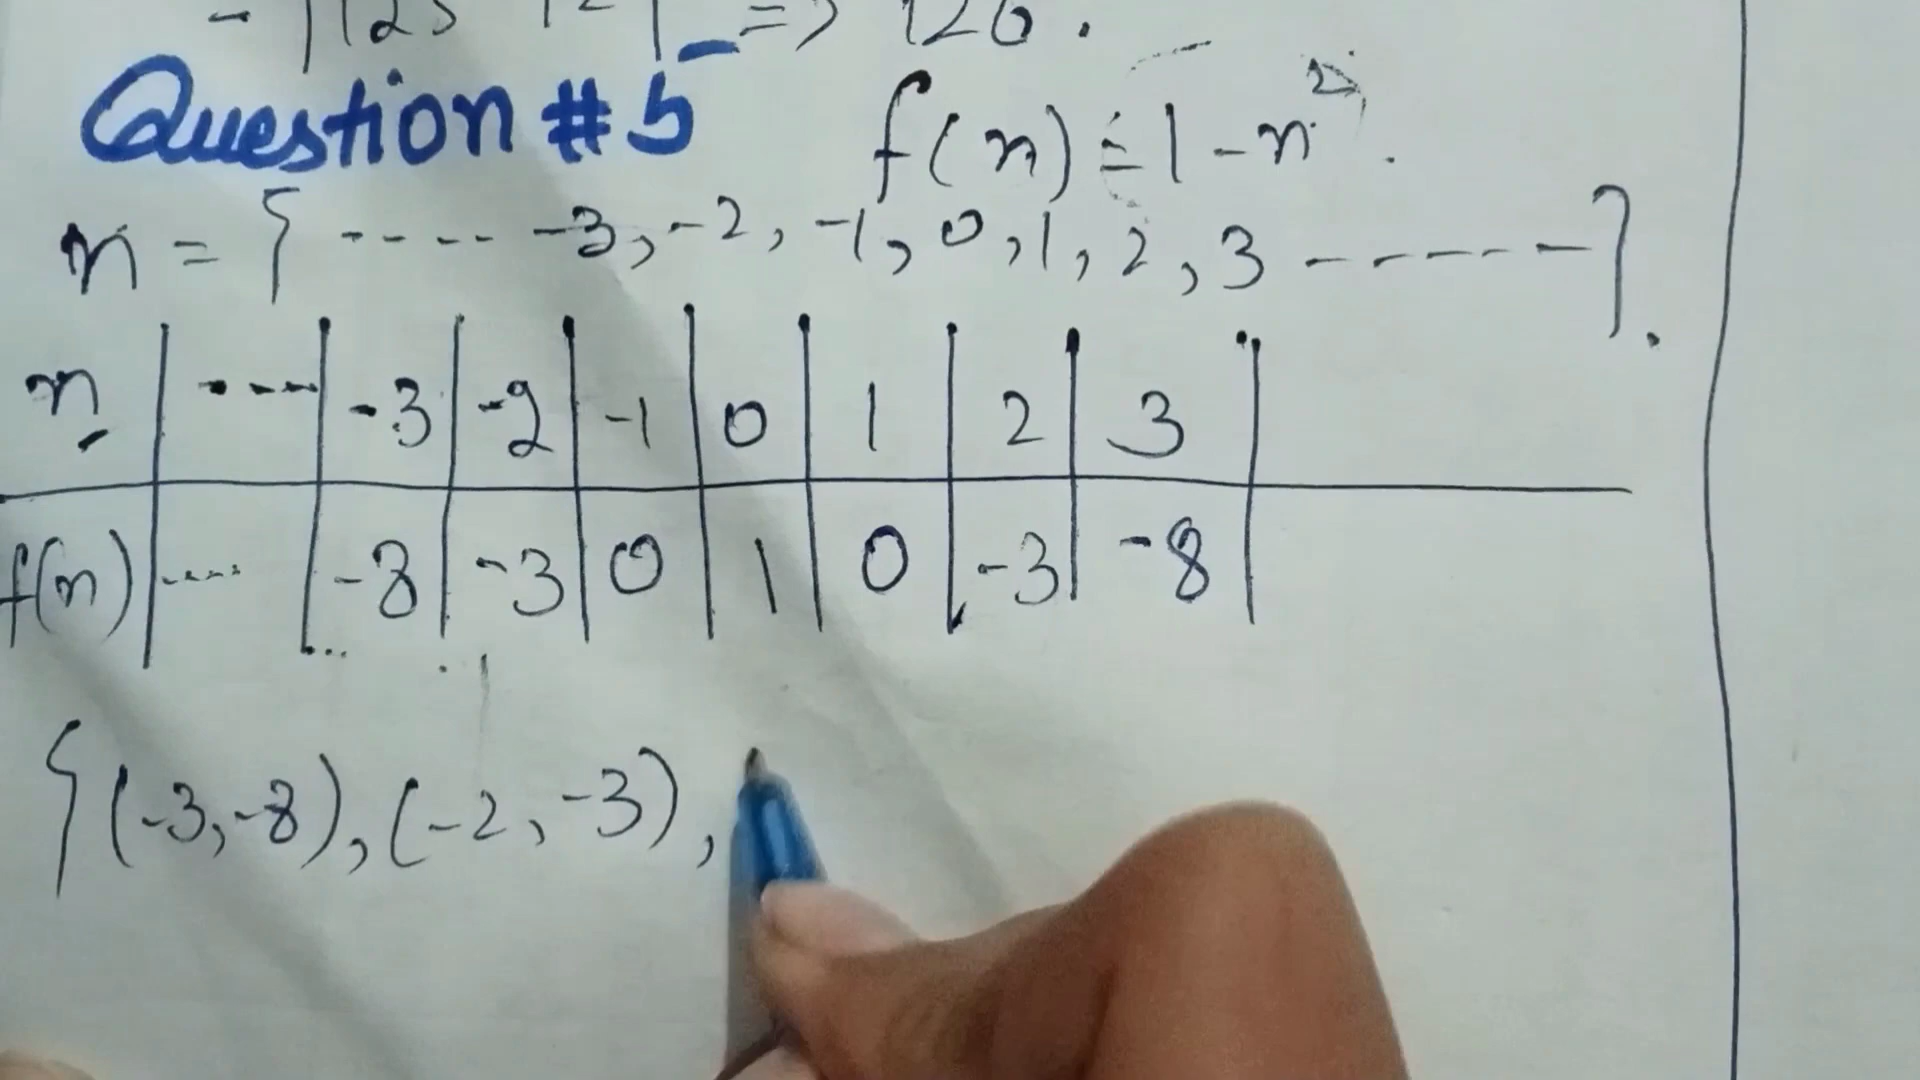 => 126.
Question #5
f(n) = 1 - n²
n = { ---- -3, -2, -1, 0, 1, 2, 3 ----- }.
n ---- -3 -2 -1 0 1 2 3
f(n) ---- -8 -3 0 1 0 -3 -8
{(-3,-8), (-2, -3),